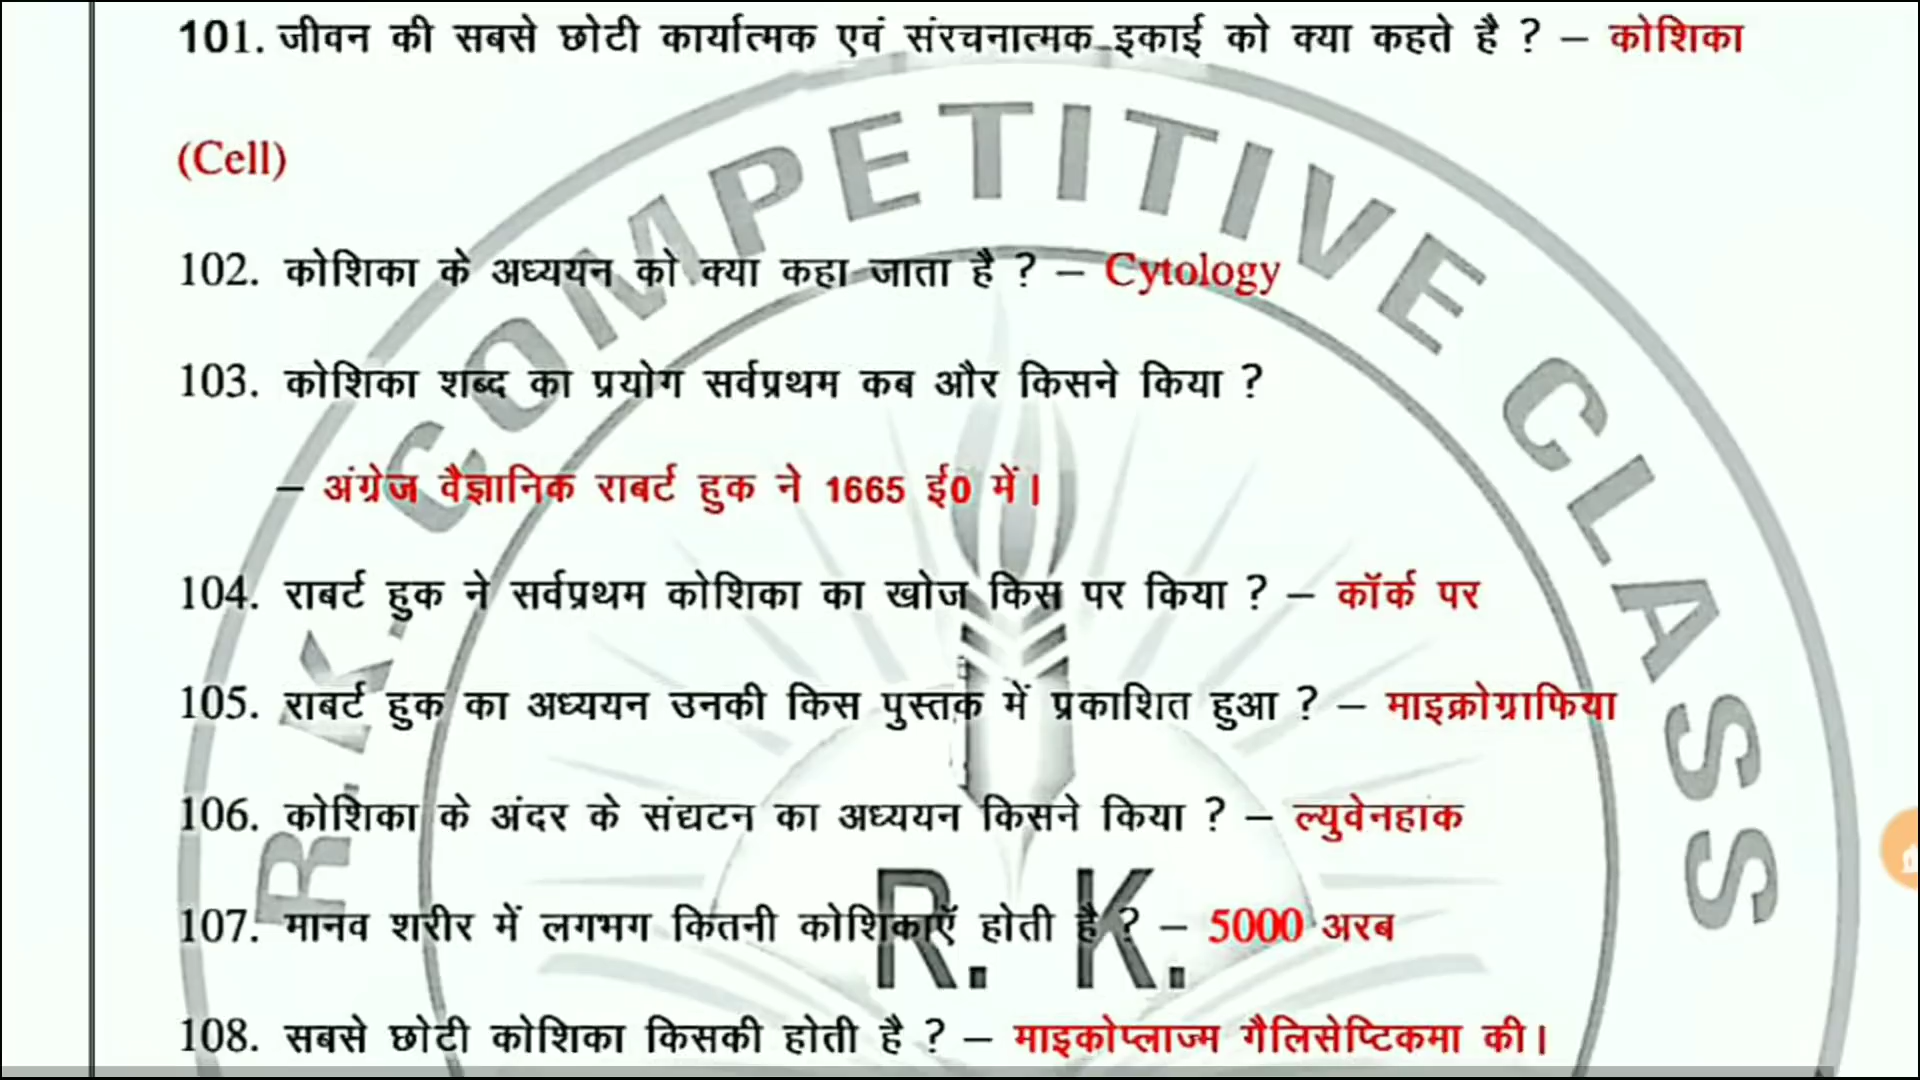 101. जीवन की सबसे छोटी कार्यात्मक एवं संरचनात्मक इकाई को क्या कहते है ? – कोशिका
(Cell)
102. कोशिका के अध्ययन को क्या कहा जाता है ? – Cytology
103. कोशिका शब्द का प्रयोग सर्वप्रथम कब और किसने किया ?
– अंग्रेज वैज्ञानिक राबर्ट हुक ने 1665 ई0 में।
104. राबर्ट हुक ने सर्वप्रथम कोशिका का खोज किस पर किया ? – कॉर्क पर
105. राबर्ट हुक का अध्ययन उनकी किस पुस्तक में प्रकाशित हुआ ? – माइक्रोग्राफिया
106. कोशिका के अंदर के संद्यटन का अध्ययन किसने किया ? – ल्युवेनहाक
107. मानव शरीर में लगभग कितनी कोशिकाऍ होती है ? – 5000 अरब
108. सबसे छोटी कोशिका किसकी होती है ? – माइकोप्लाज्म गैलिसेप्टिकमा की।
R.K. COMPETITIVE CLASS
R. K.